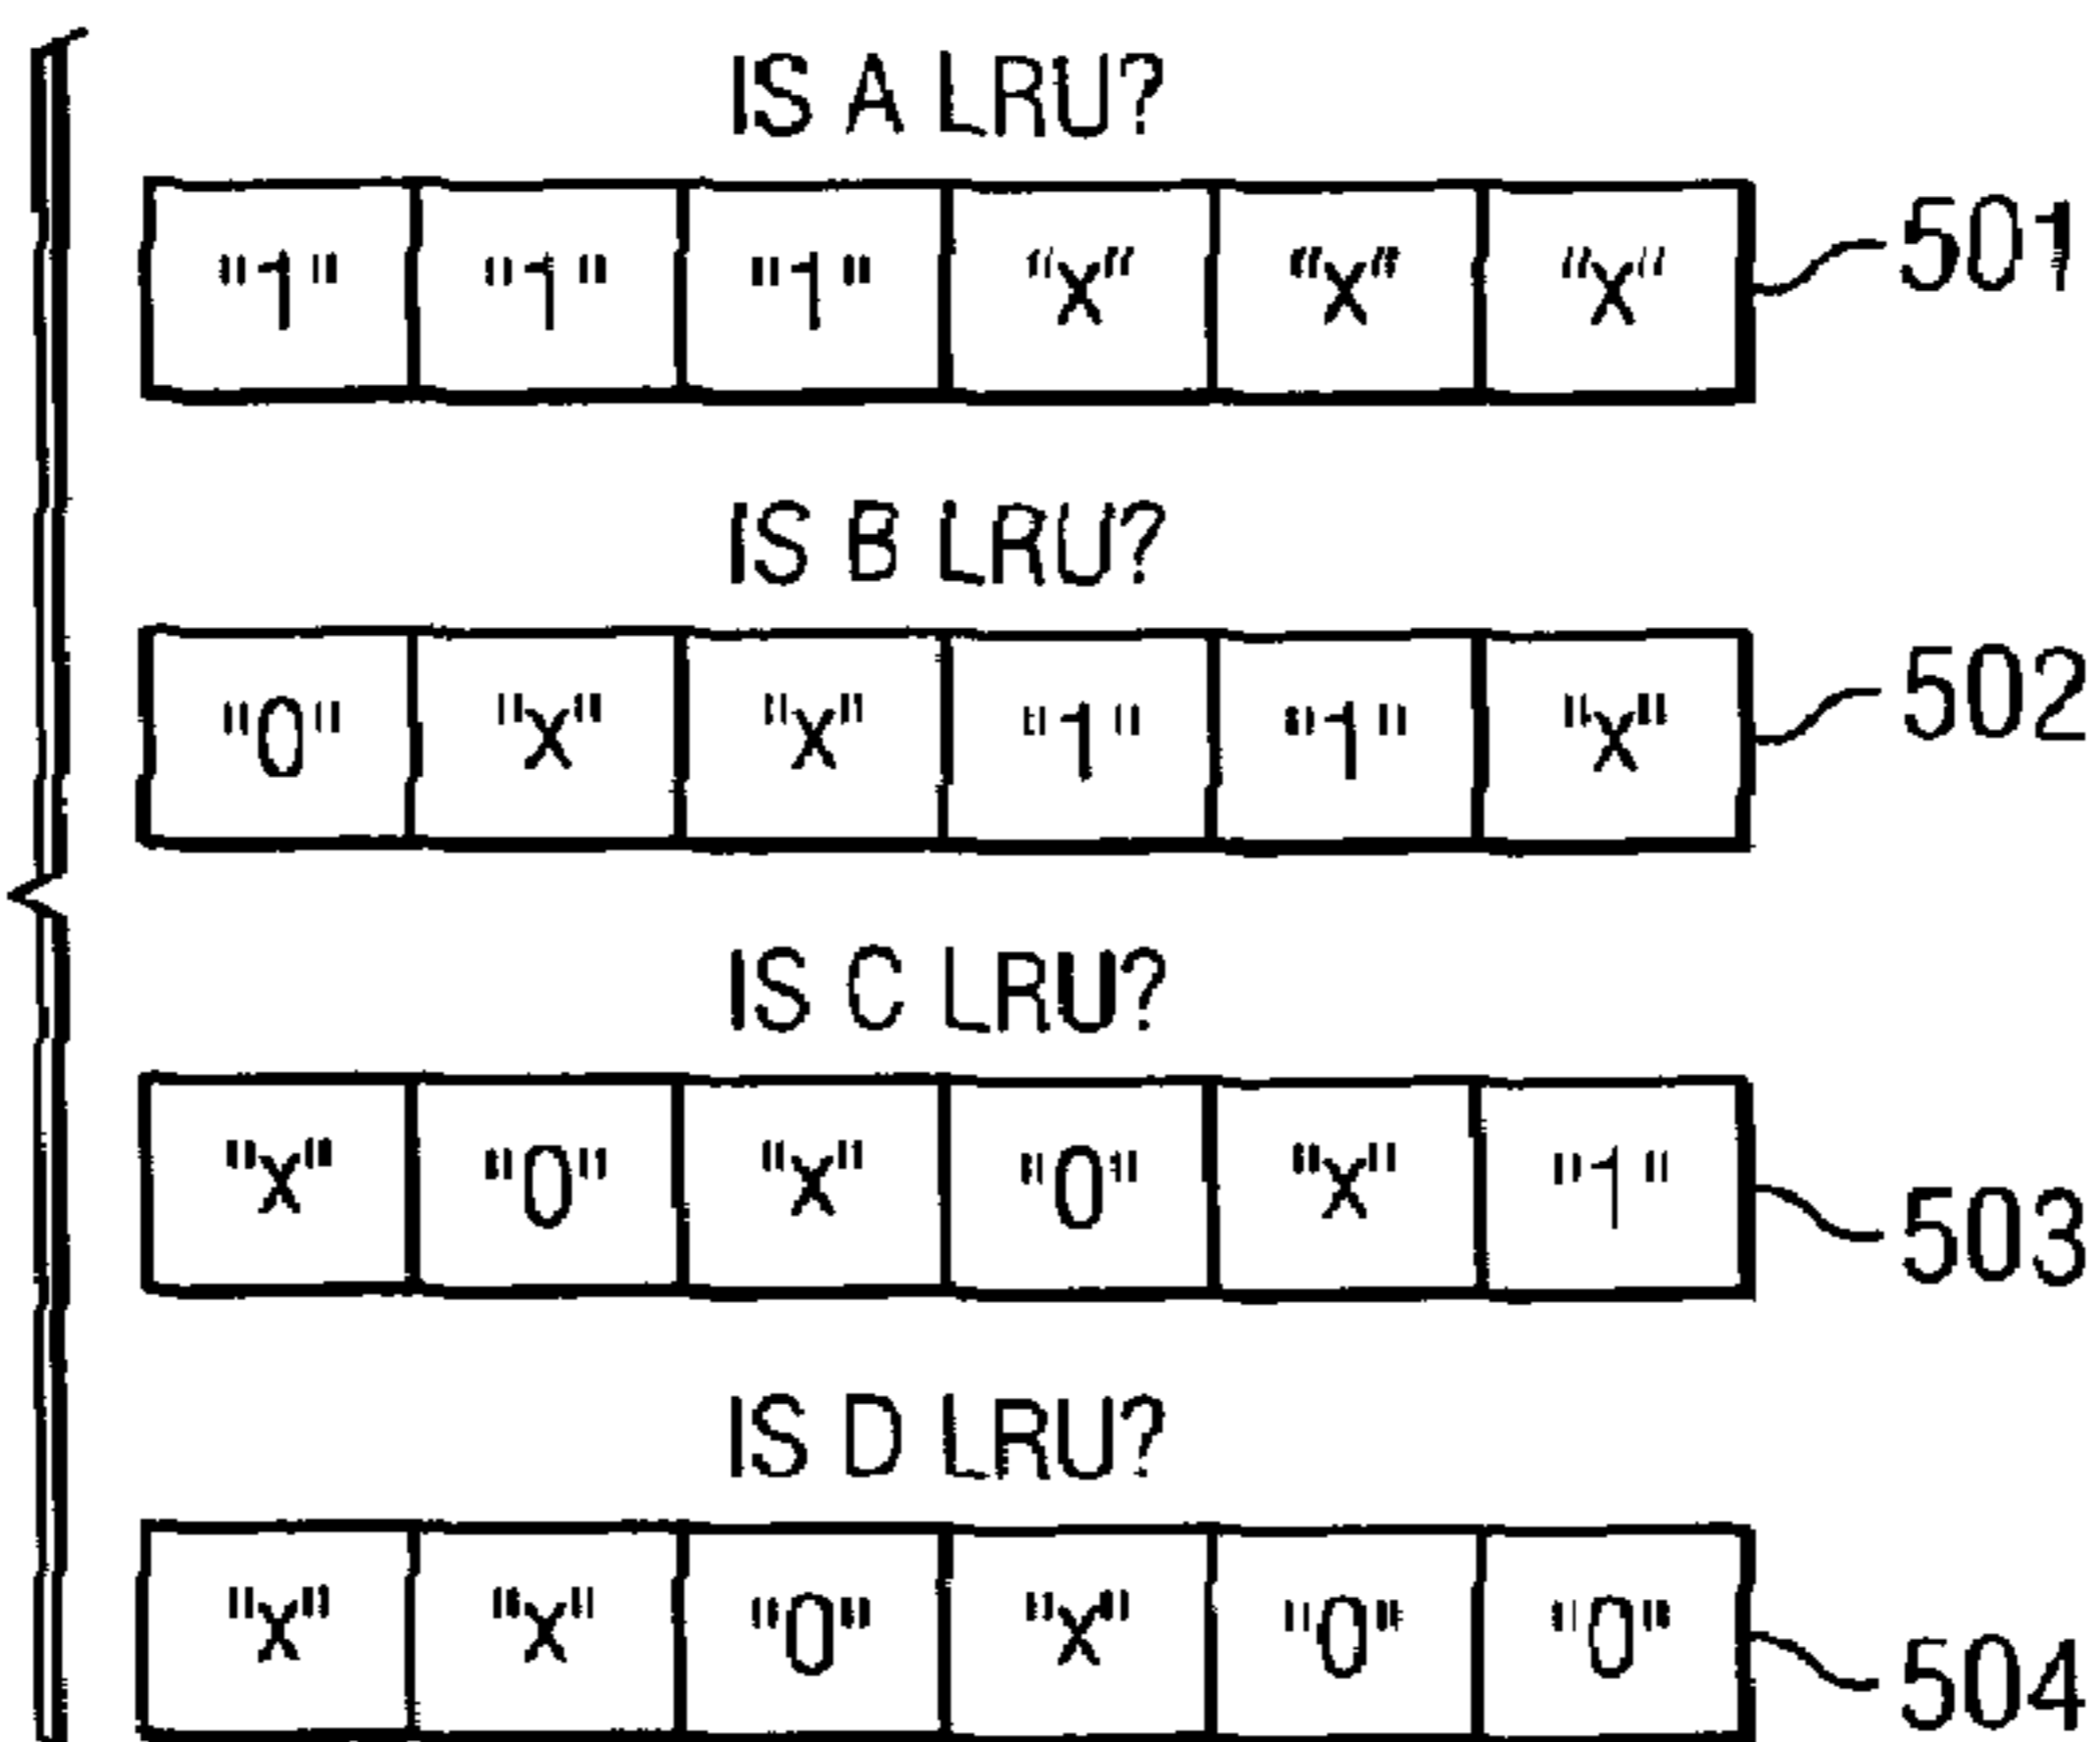 IS A LRU?
"1" "1" "1" "x" "x" "x" 501
IS B LRU?
"0" "x" "x" "1" "1" "x" 502
IS C LRU?
"x" "0" "x" "0" "x" "1" 503
IS D LRU?
"x" "x" "0" "x" "0" "0" 504